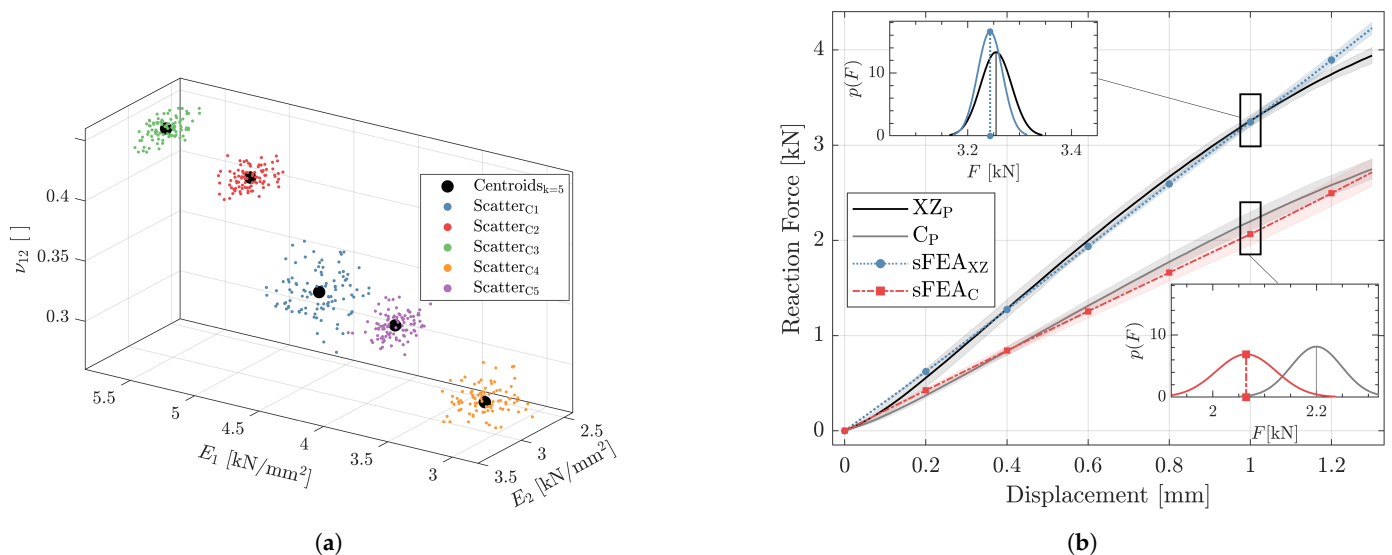 0.4
0.35
0.3
ν12 [ ]
5.5
5
4.5
4
3.5
3
E1 [kN/mm²]
3.5
3
2.5
E2 [kN/mm²]
Centroidsk=5
ScatterC1
ScatterC2
ScatterC3
ScatterC4
ScatterC5
(a)
4
3
2
1
0
Reaction Force [kN]
0
0.2
0.4
0.6
0.8
1
1.2
Displacement [mm]
10
0
p(F)
3.2
3.4
F [kN]
XZP
CP
sFEAXZ
sFEAC
10
0
p(F)
2
2.2
F[kN]
(b)